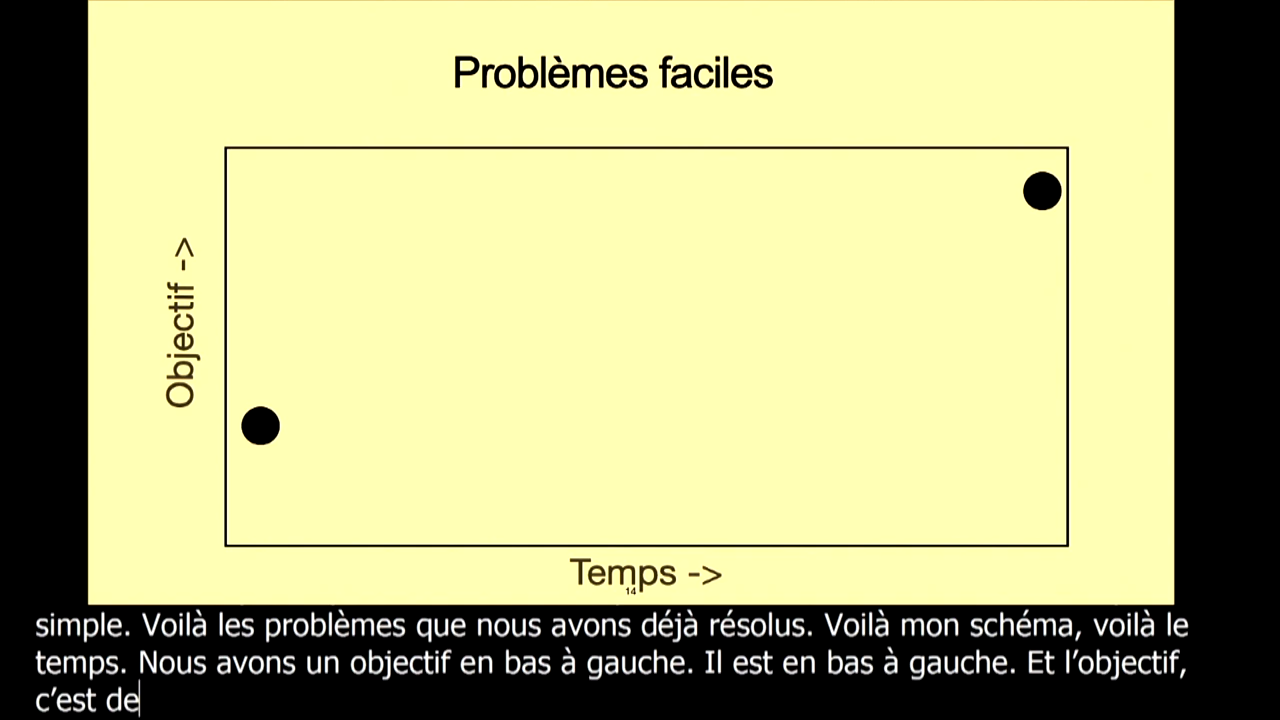 Problèmes faciles
Objectif ->
Temps ->
14
simple. Voilà les problèmes que nous avons déjà résolus. Voilà mon schéma, voilà le
temps. Nous avons un objectif en bas à gauche. Il est en bas à gauche. Et l’objectif,
c’est de